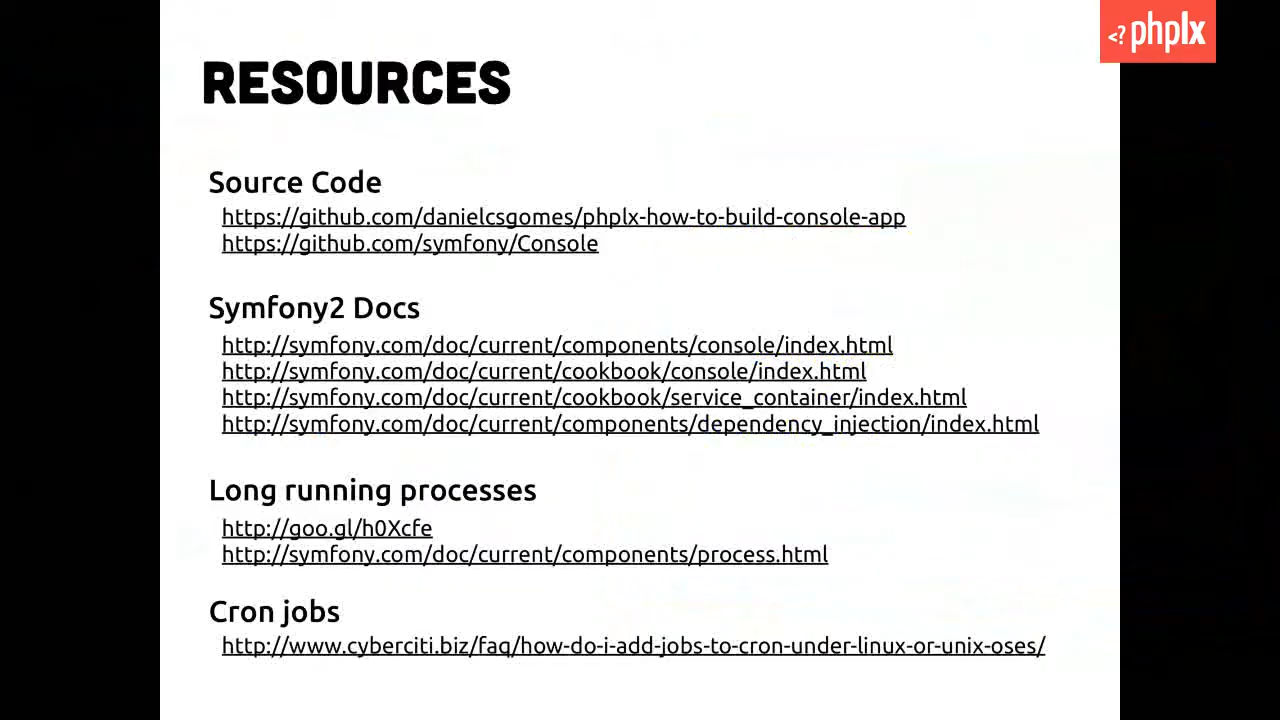 <? phplx
RESOURCES
Source Code
https://github.com/danielcsgomes/phplx-how-to-build-console-app
https://github.com/symfony/Console
Symfony2 Docs
http://symfony.com/doc/current/components/console/index.html
http://symfony.com/doc/current/cookbook/console/index.html
http://symfony.com/doc/current/cookbook/service_container/index.html
http://symfony.com/doc/current/components/dependency_injection/index.html
Long running processes
http://goo.gl/h0Xcfe
http://symfony.com/doc/current/components/process.html
Cron jobs
http://www.cyberciti.biz/faq/how-do-i-add-jobs-to-cron-under-linux-or-unix-oses/